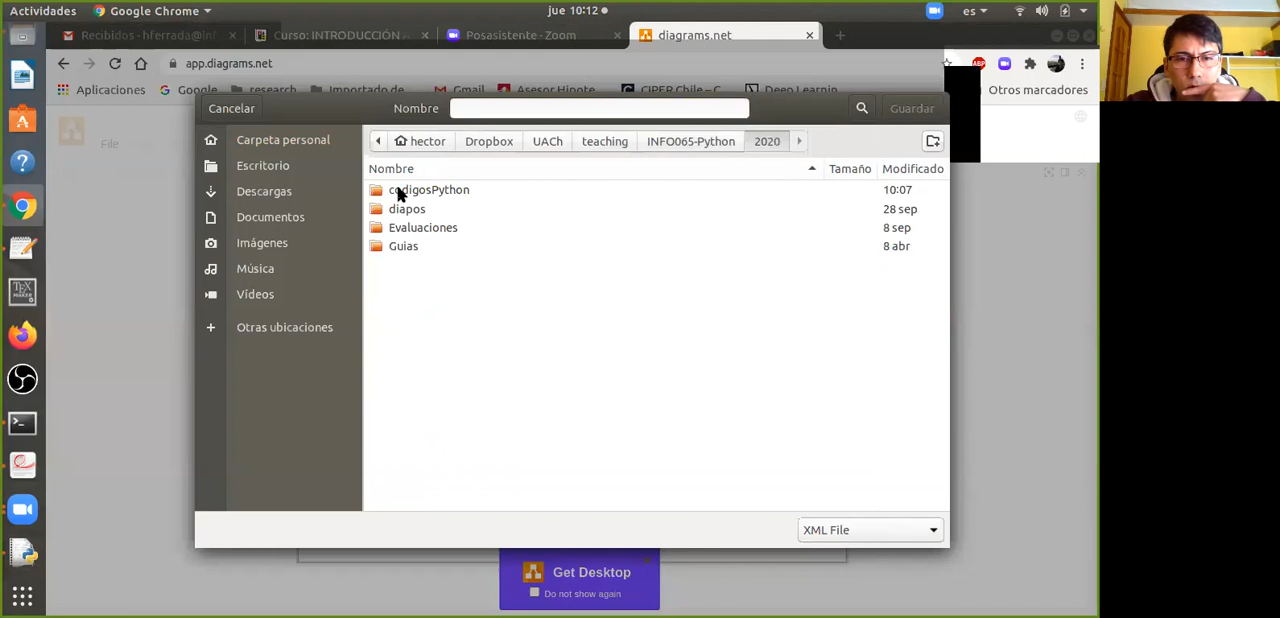 Actividades Google Chrome jue 10:12 es
Recibidos - hferrada@inf Curso: INTRODUCCIÓN Posasistente - Zoom diagrams.net
app.diagrams.net
Aplicaciones Google research Importado de Gmail Asesor Hipote CIPER Chile – C Deep Learnin Otros marcadores
ABP
Cancelar Nombre Guardar
File
hector Dropbox UACh teaching INFO065-Python 2020
Carpeta personal
Escritorio
Descargas
Documentos
Imágenes
Música
Vídeos
Otras ubicaciones
Nombre Tamaño Modificado
codigosPython 10:07
diapos 28 sep
Evaluaciones 8 sep
Guias 8 abr
XML File
Get Desktop
Do not show again
TEX
MAKER